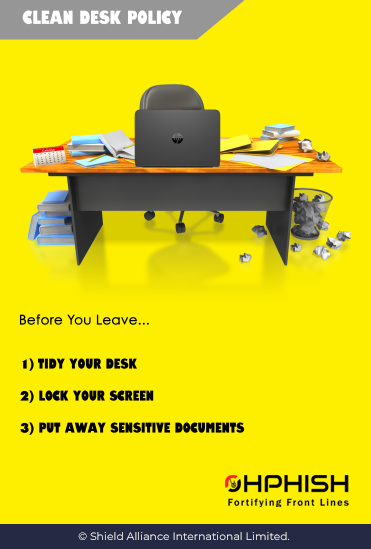 CLEAN DESK POLICY
hp
Before You Leave...
1) TIDY YOUR DESK
2) LOCK YOUR SCREEN
3) PUT AWAY SENSITIVE DOCUMENTS
OHPHISH
Fortifying Front Lines
© Shield Alliance International Limited.